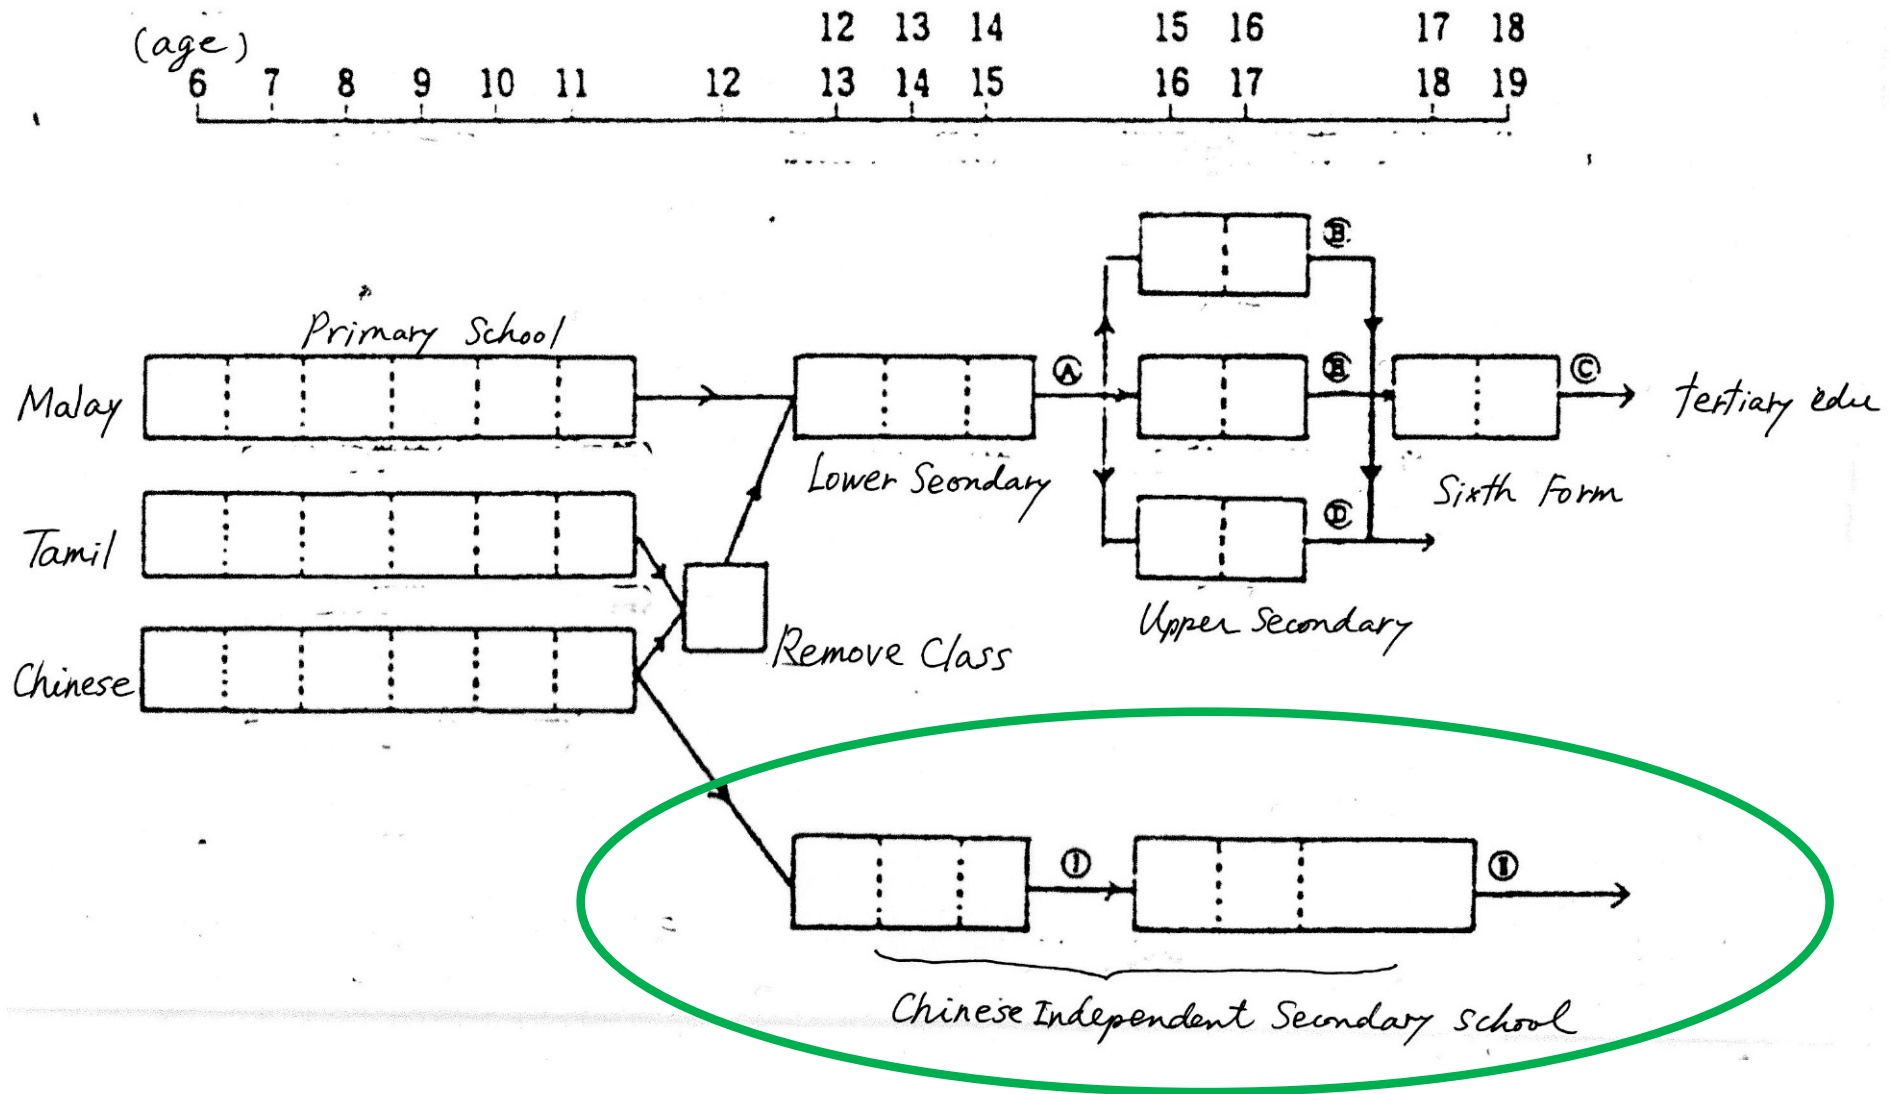 (age)
12 13 14 15 16 17 18
6 7 8 9 10 11 12 13 14 15 16 17 18 19
Ⓑ
Primary School
Malay
Ⓐ
Ⓑ
Ⓒ
tertiary edu
Lower Seondary
Sixth Form
Tamil
Ⓓ
Upper Secondary
Remove Class
Chinese
Ⓘ
Ⅱ
Chinese Independent Secondary school